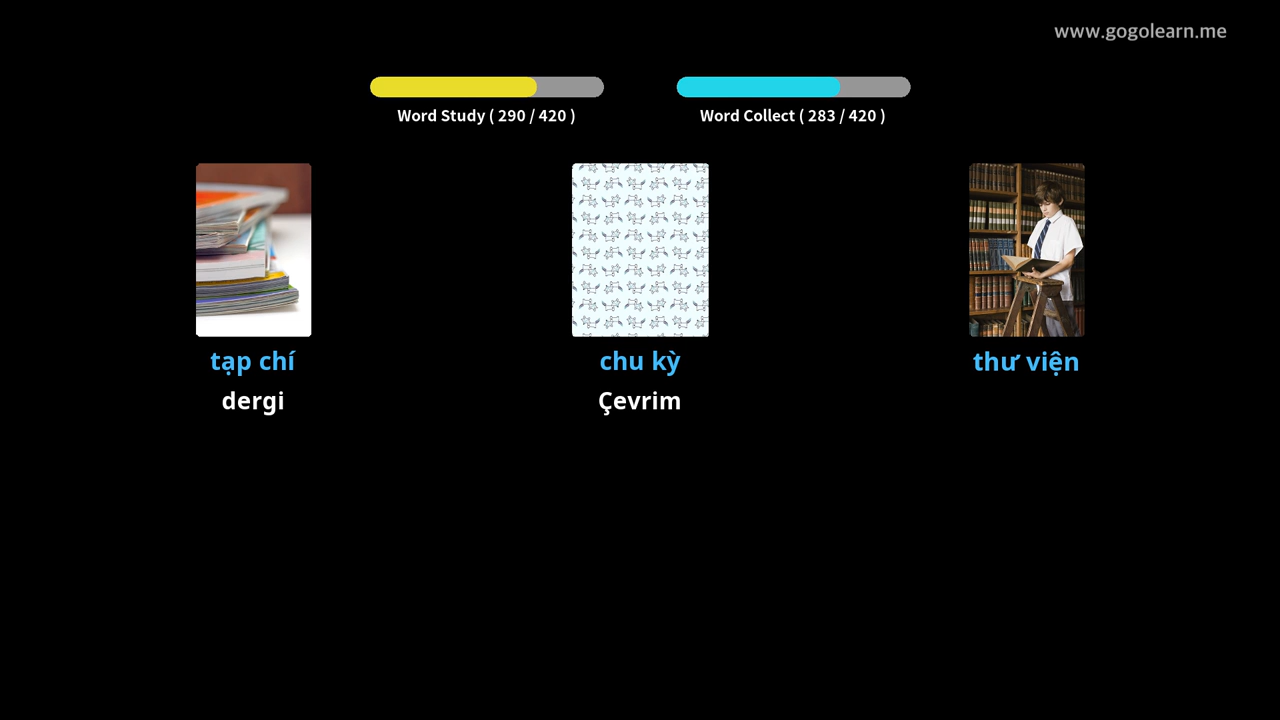 www.gogolearn.me
Word Study ( 290 / 420 )
Word Collect ( 283 / 420 )
tạp chí
chu kỳ
thư viện
dergi
Çevrim